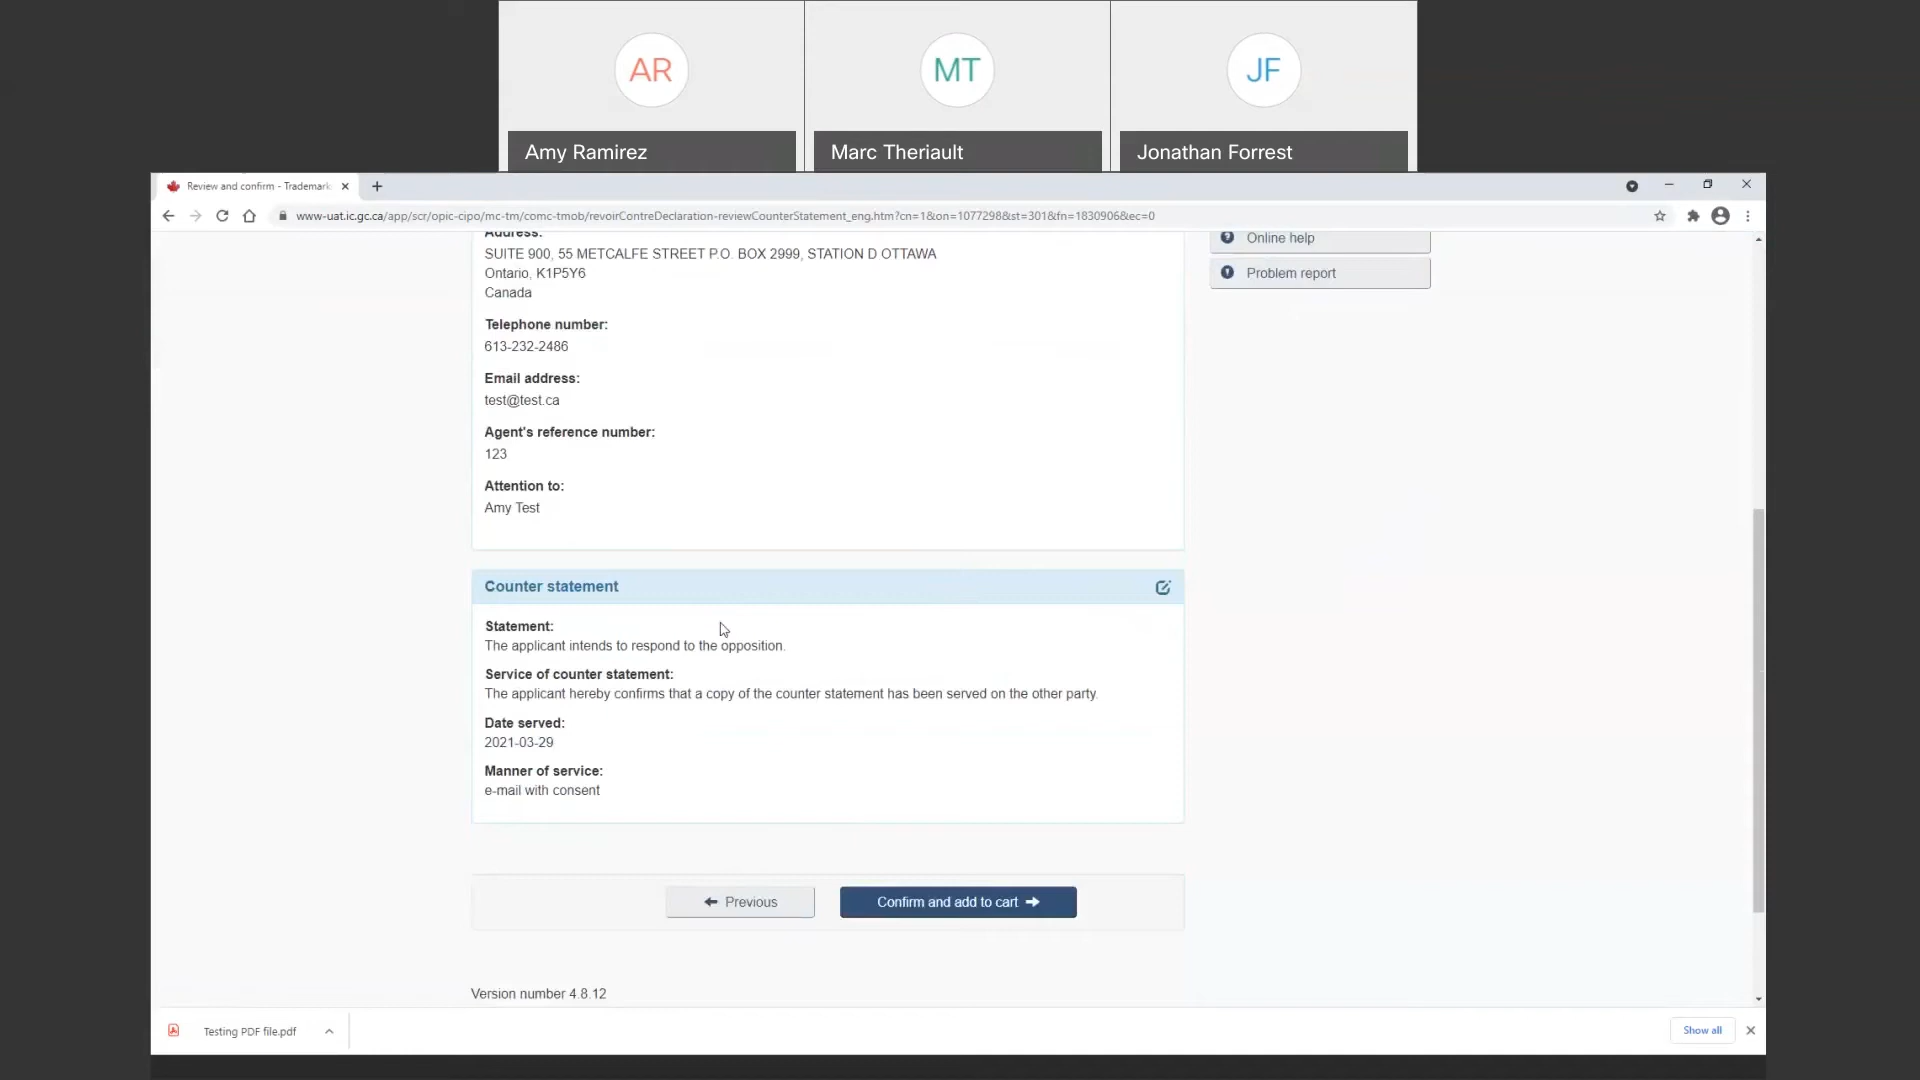 AR
MT
JF
Amy Ramirez
Marc Theriault
Jonathan Forrest
Review and confirm - Trademark
www-uat.ic.gc.ca/app/scr/opic-cipo/mc-tm/comc-tmob/revoirContreDeclaration-reviewCounterStatement_eng.htm?cn=1&on=1077298&st=301&fn=1830906&ec=0
Address:
SUITE 900, 55 METCALFE STREET P.O. BOX 2999, STATION D OTTAWA
Ontario, K1P5Y6
Canada
Telephone number:
613-232-2486
Email address:
test@test.ca
Agent's reference number:
123
Attention to:
Amy Test
Online help
Problem report
Counter statement
Statement:
The applicant intends to respond to the opposition.
Service of counter statement:
The applicant hereby confirms that a copy of the counter statement has been served on the other party.
Date served:
2021-03-29
Manner of service:
e-mail with consent
Previous
Confirm and add to cart
Version number 4.8.12
Testing PDF file.pdf
Show all